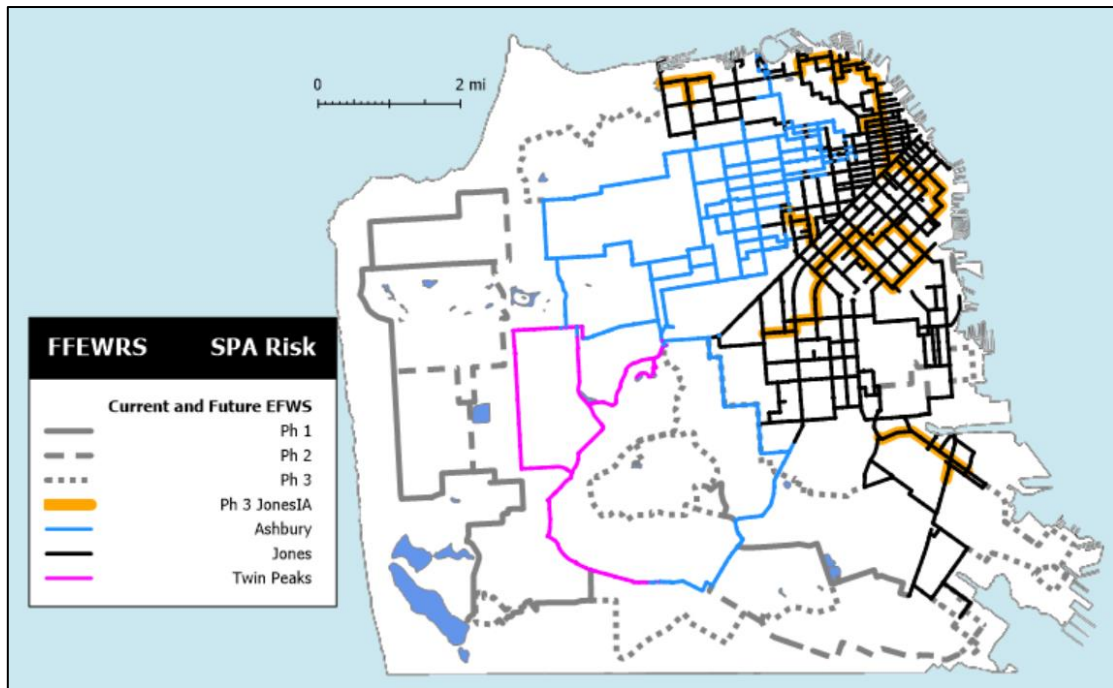 0 2 mi
FFEWRS SPA Risk
Current and Future EFWS
Ph 1
Ph 2
Ph 3
Ph 3 JonesIA
Ashbury
Jones
Twin Peaks